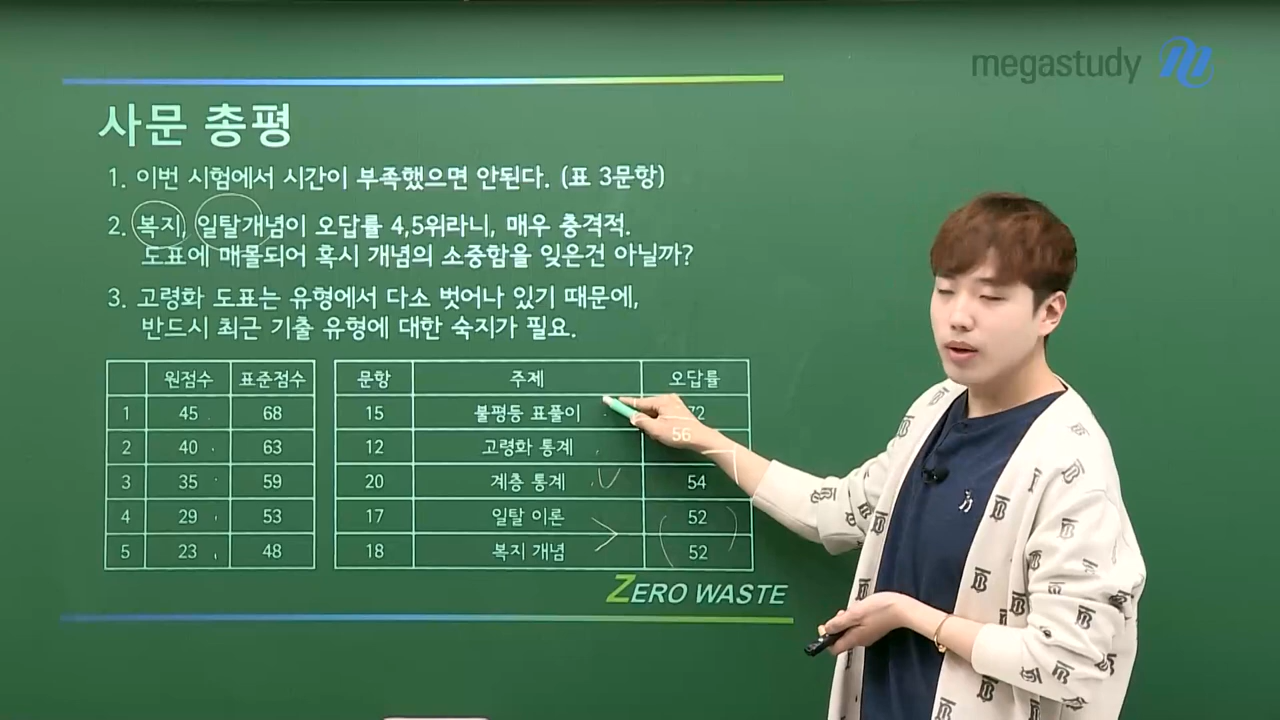 megastudy
사문 총평
1. 이번 시험에서 시간이 부족했으면 안된다. (표 3문항)
2. 복지, 일탈개념이 오답률 4,5위라니, 매우 충격적.
도표에 매몰되어 혹시 개념의 소중함을 잊은건 아닐까?
3. 고령화 도표는 유형에서 다소 벗어나 있기 때문에,
반드시 최근 기출 유형에 대한 숙지가 필요.
원점수 표준점수
1 45 68
2 40 63
3 35 59
4 29 53
5 23 48
문항 주제 오답률
15 불평등 표풀이 72
12 고령화 통계 56
20 계층 통계 54
17 일탈 이론 52
18 복지 개념 52
ZERO WASTE